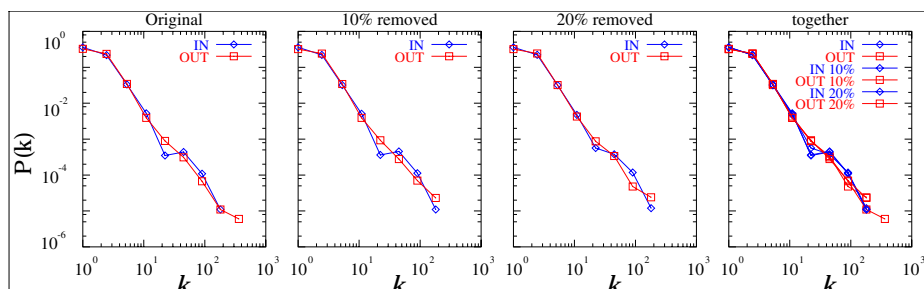 Original
10% removed
20% removed
together
P(k)
10^0
10^-2
10^-4
10^-6
IN
OUT
IN
OUT
IN
OUT
IN
OUT
IN 10%
OUT 10%
IN 20%
OUT 20%
10^0 10^1 10^2 10^3
10^0 10^1 10^2 10^3
10^0 10^1 10^2 10^3
10^0 10^1 10^2 10^3
k
k
k
k